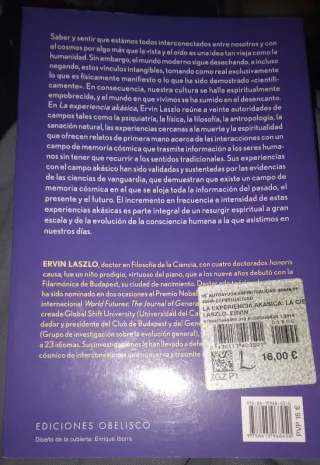 Saber y sentir que estamos todos interconectados entre nosotros y con
el cosmos por algo más que la vista y el oído es una idea tan vieja como la
humanidad. Sin embargo, el mundo moderno sigue desechando, e incluso
negando, estos vínculos intangibles, tomando como real exclusivamente
lo que es físicamente manifiesto o lo que ha sido demostrado «científi-
camente». En consecuencia, nuestra cultura se halla espiritualmente
empobrecida, y el mundo en que vivimos se ha sumido en el desencanto.
En La experiencia akásica, Ervin Laszlo reúne a veinte autoridades de
campos tales como la psiquiatría, la física, la filosofía, la antropología, la
sanación natural, las experiencias cercanas a la muerte y la espiritualidad
que ofrecen relatos de primera mano acerca de las interacciones con un
campo de memoria cósmica que transmite información a los seres huma-
nos sin tener que recurrir a los sentidos tradicionales. Sus experiencias
con el campo akásico han sido validadas y sustentadas por las evidencias
de las ciencias de vanguardia, que demuestran que existe un campo de
memoria cósmica en el que se aloja toda la información del pasado, el
presente y el futuro. El incremento en frecuencia e intensidad de estas
experiencias akásicas es parte integral de un resurgir espiritual a gran
escala y de la evolución de la consciencia humana a la que asistimos en
nuestros días.
ERVIN LASZLO, doctor en Filosofía de la Ciencia, con cuatro doctorados honoris
causa, fue un niño prodigio, virtuoso del piano, que a los nueve años debutó con la
Filarmónica de Budapest, su ciudad de nacimiento.
ha sido nominado en dos ocasiones al Premio Nobel
internacional World Futures: The Journal of Gener
creada Global Shift University (Universidad del Ca
dador y presidente del Club de Budapest y del Gene
(Grupo de investigación sobre la evolución general).
a 23 idiomas. Sus investigaciones le han llevado a defen
cósmico de interconexiones que conserva y trasmite
LA EXPERIENCIA AKASICA: LA CIE
LASZLO, ERVIN
16,00 €
ZGZ P1
PVP 16 €
EDICIONES OBELISCO
Diseño de la cubierta: Enrique Iborra